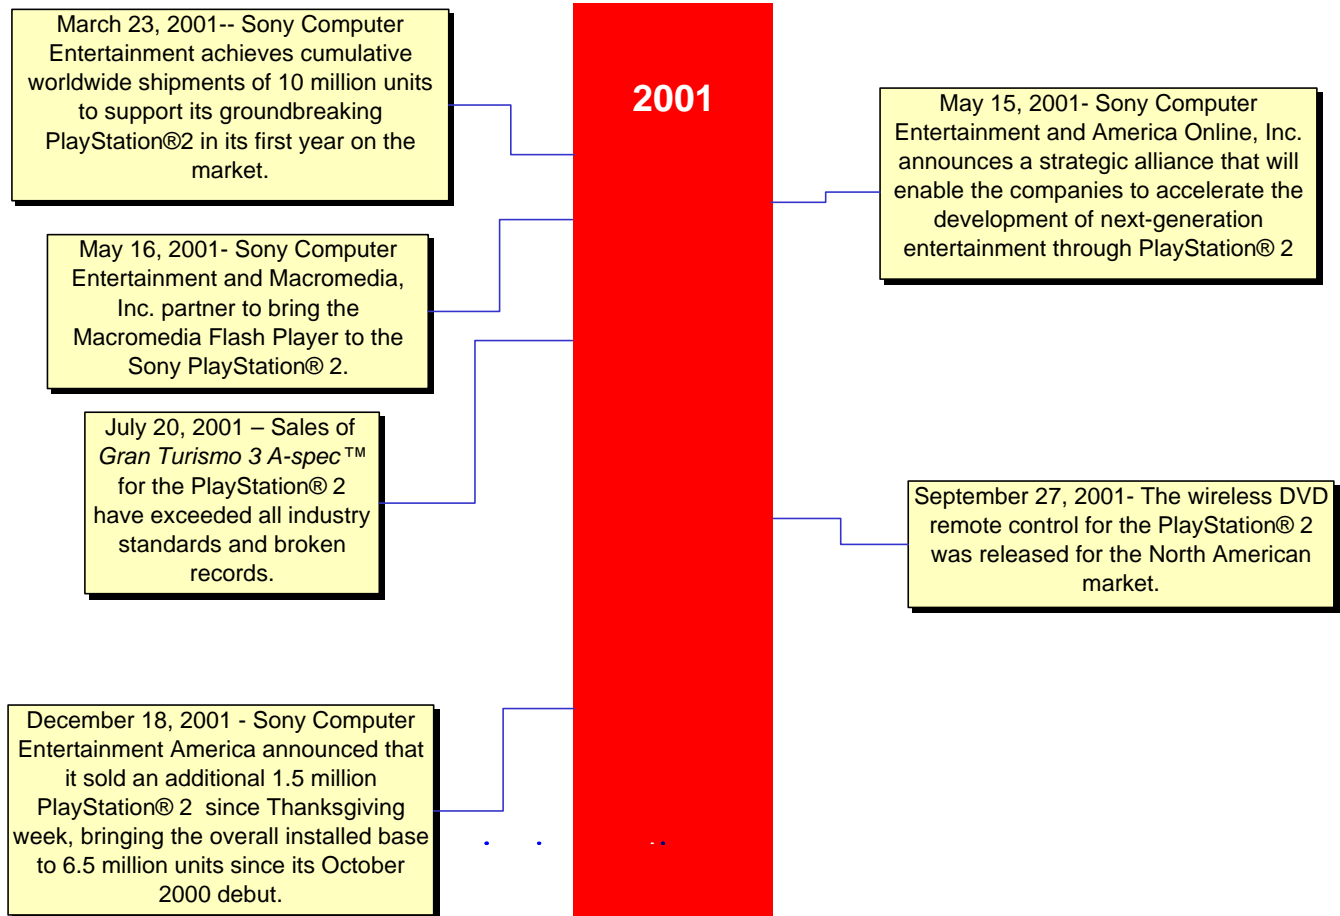 March 23, 2001-- Sony Computer
Entertainment achieves cumulative
worldwide shipments of 10 million units
to support its groundbreaking
PlayStation®2 in its first year on the
market.
2001
May 15, 2001- Sony Computer
Entertainment and America Online, Inc.
announces a strategic alliance that will
enable the companies to accelerate the
development of next-generation
entertainment through PlayStation® 2
May 16, 2001- Sony Computer
Entertainment and Macromedia,
Inc. partner to bring the
Macromedia Flash Player to the
Sony PlayStation® 2.
July 20, 2001 – Sales of
Gran Turismo 3 A-spec™
for the PlayStation® 2
have exceeded all industry
standards and broken
records.
September 27, 2001- The wireless DVD
remote control for the PlayStation® 2
was released for the North American
market.
December 18, 2001 - Sony Computer
Entertainment America announced that
it sold an additional 1.5 million
PlayStation® 2 since Thanksgiving
week, bringing the overall installed base
to 6.5 million units since its October
2000 debut.